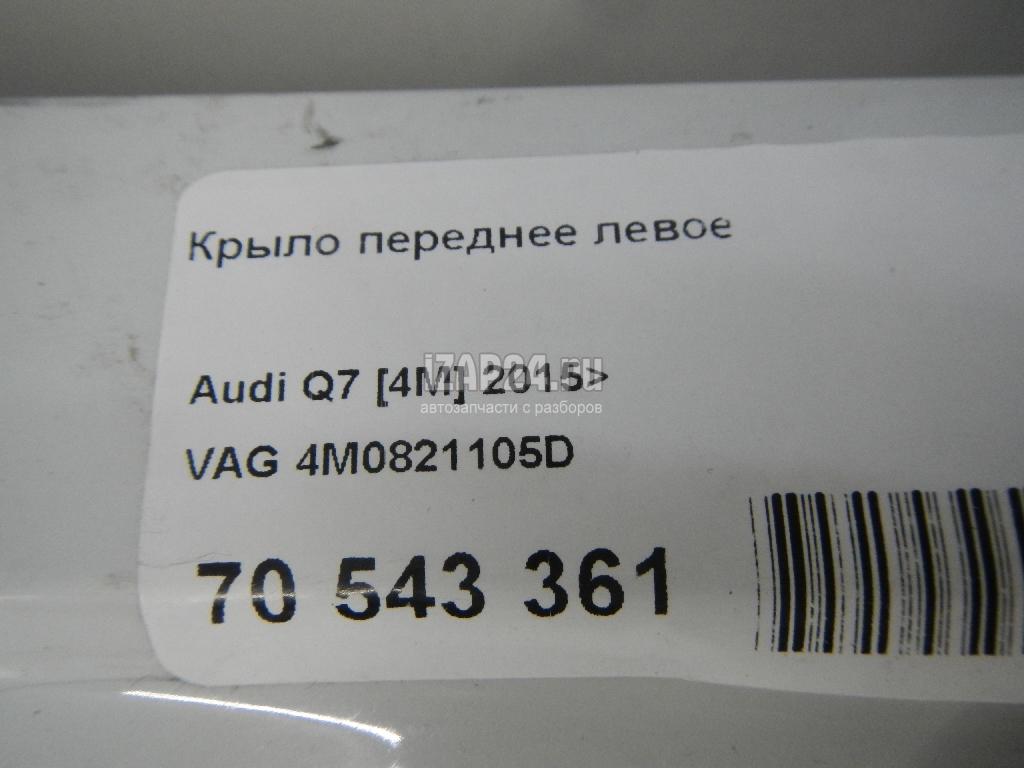 Крыло переднее левое
iZAP24.ru
Audi Q7 [4M] 2015>
автозапчасти с разборов
VAG 4M0821105D
70 543 361